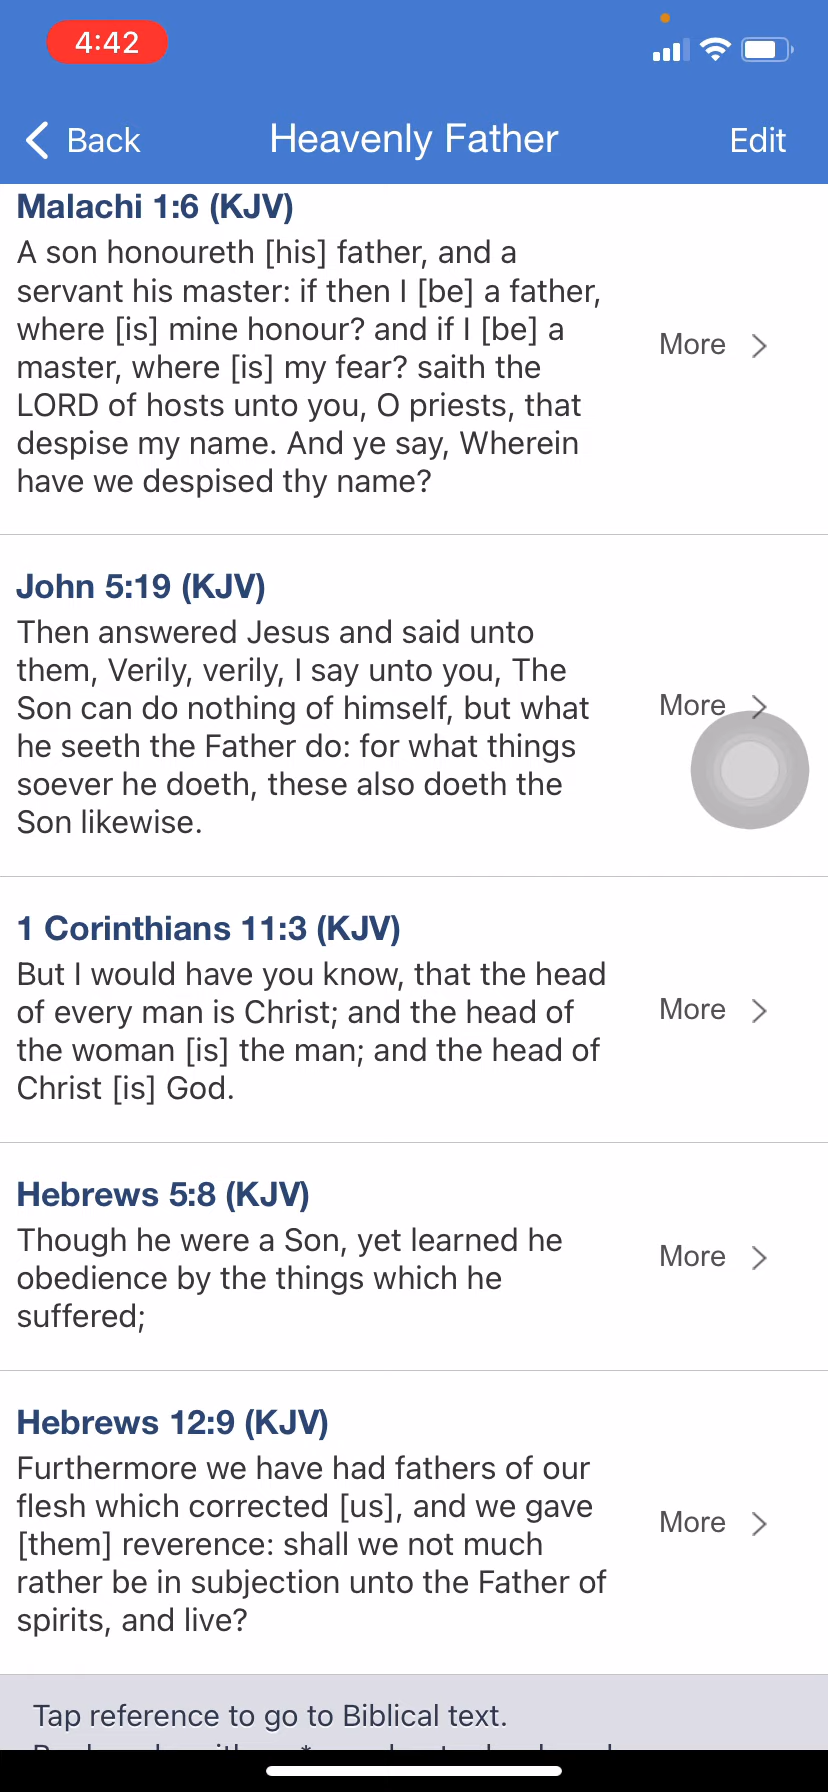 4:42
Back
Heavenly Father
Edit
Malachi 1:6 (KJV)
A son honoureth [his] father, and a
servant his master: if then I [be] a father,
where [is] mine honour? and if I [be] a
master, where [is] my fear? saith the
LORD of hosts unto you, O priests, that
despise my name. And ye say, Wherein
have we despised thy name?
More
John 5:19 (KJV)
Then answered Jesus and said unto
them, Verily, verily, I say unto you, The
Son can do nothing of himself, but what
he seeth the Father do: for what things
soever he doeth, these also doeth the
Son likewise.
More
1 Corinthians 11:3 (KJV)
But I would have you know, that the head
of every man is Christ; and the head of
the woman [is] the man; and the head of
Christ [is] God.
More
Hebrews 5:8 (KJV)
Though he were a Son, yet learned he
obedience by the things which he
suffered;
More
Hebrews 12:9 (KJV)
Furthermore we have had fathers of our
flesh which corrected [us], and we gave
[them] reverence: shall we not much
rather be in subjection unto the Father of
spirits, and live?
More
Tap reference to go to Biblical text.